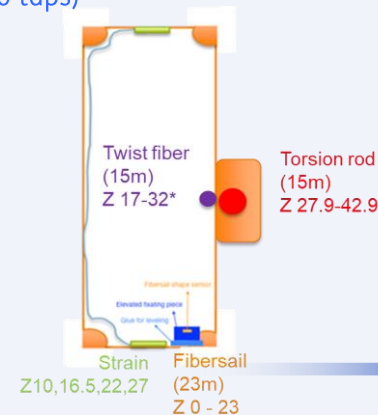 Twist fiber
(15m)
Z 17-32*
Torsion rod
(15m)
Z 27.9-42.9
Fibersail shape sensor
Elevated fixating piece
Glue for leveling
Strain
Z10,16.5,22,27
Fibersail
(23m)
Z 0 - 23